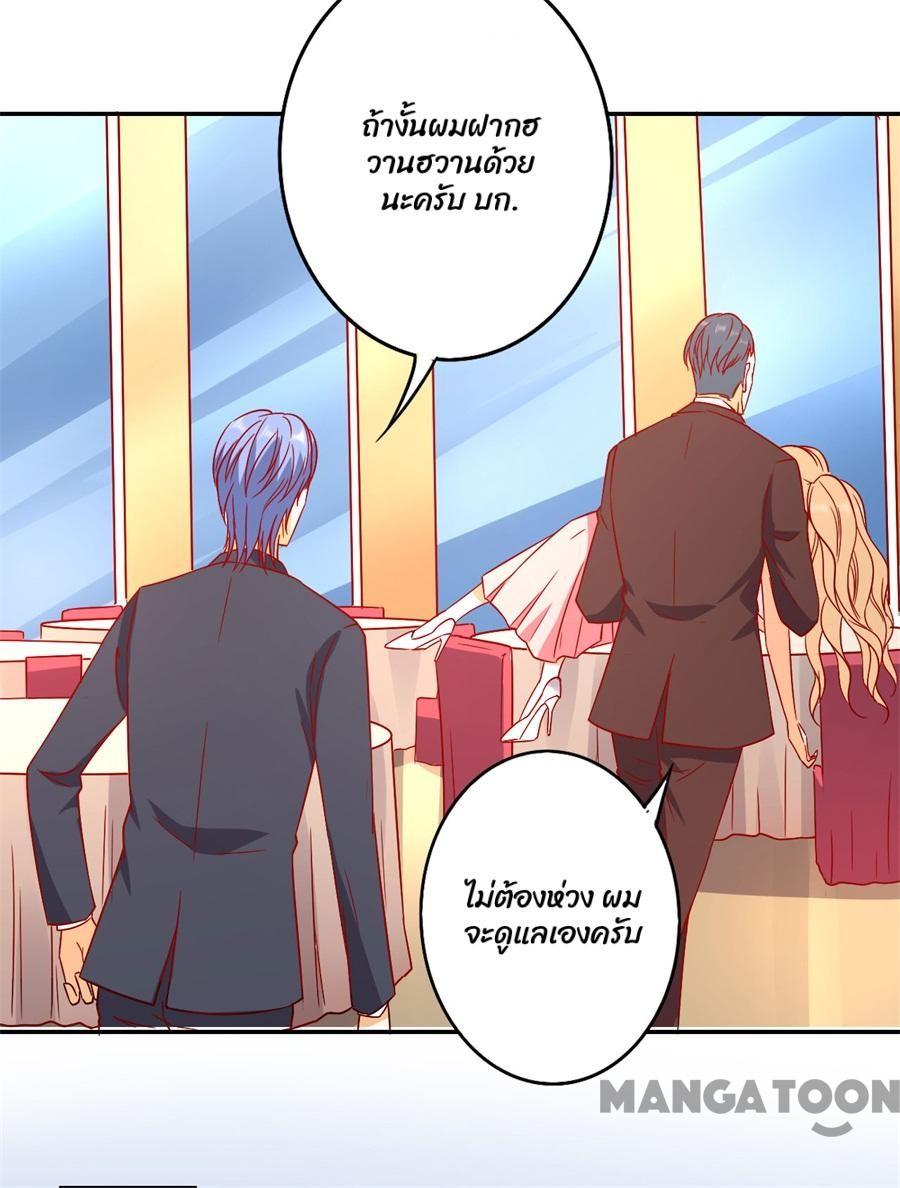 ถ้างั้นผมฝากฮ
วานฮวานด้วย
นะครับ บก.
ไม่ต้องห่วง ผม
จะดูแลเองครับ
MANGATOON